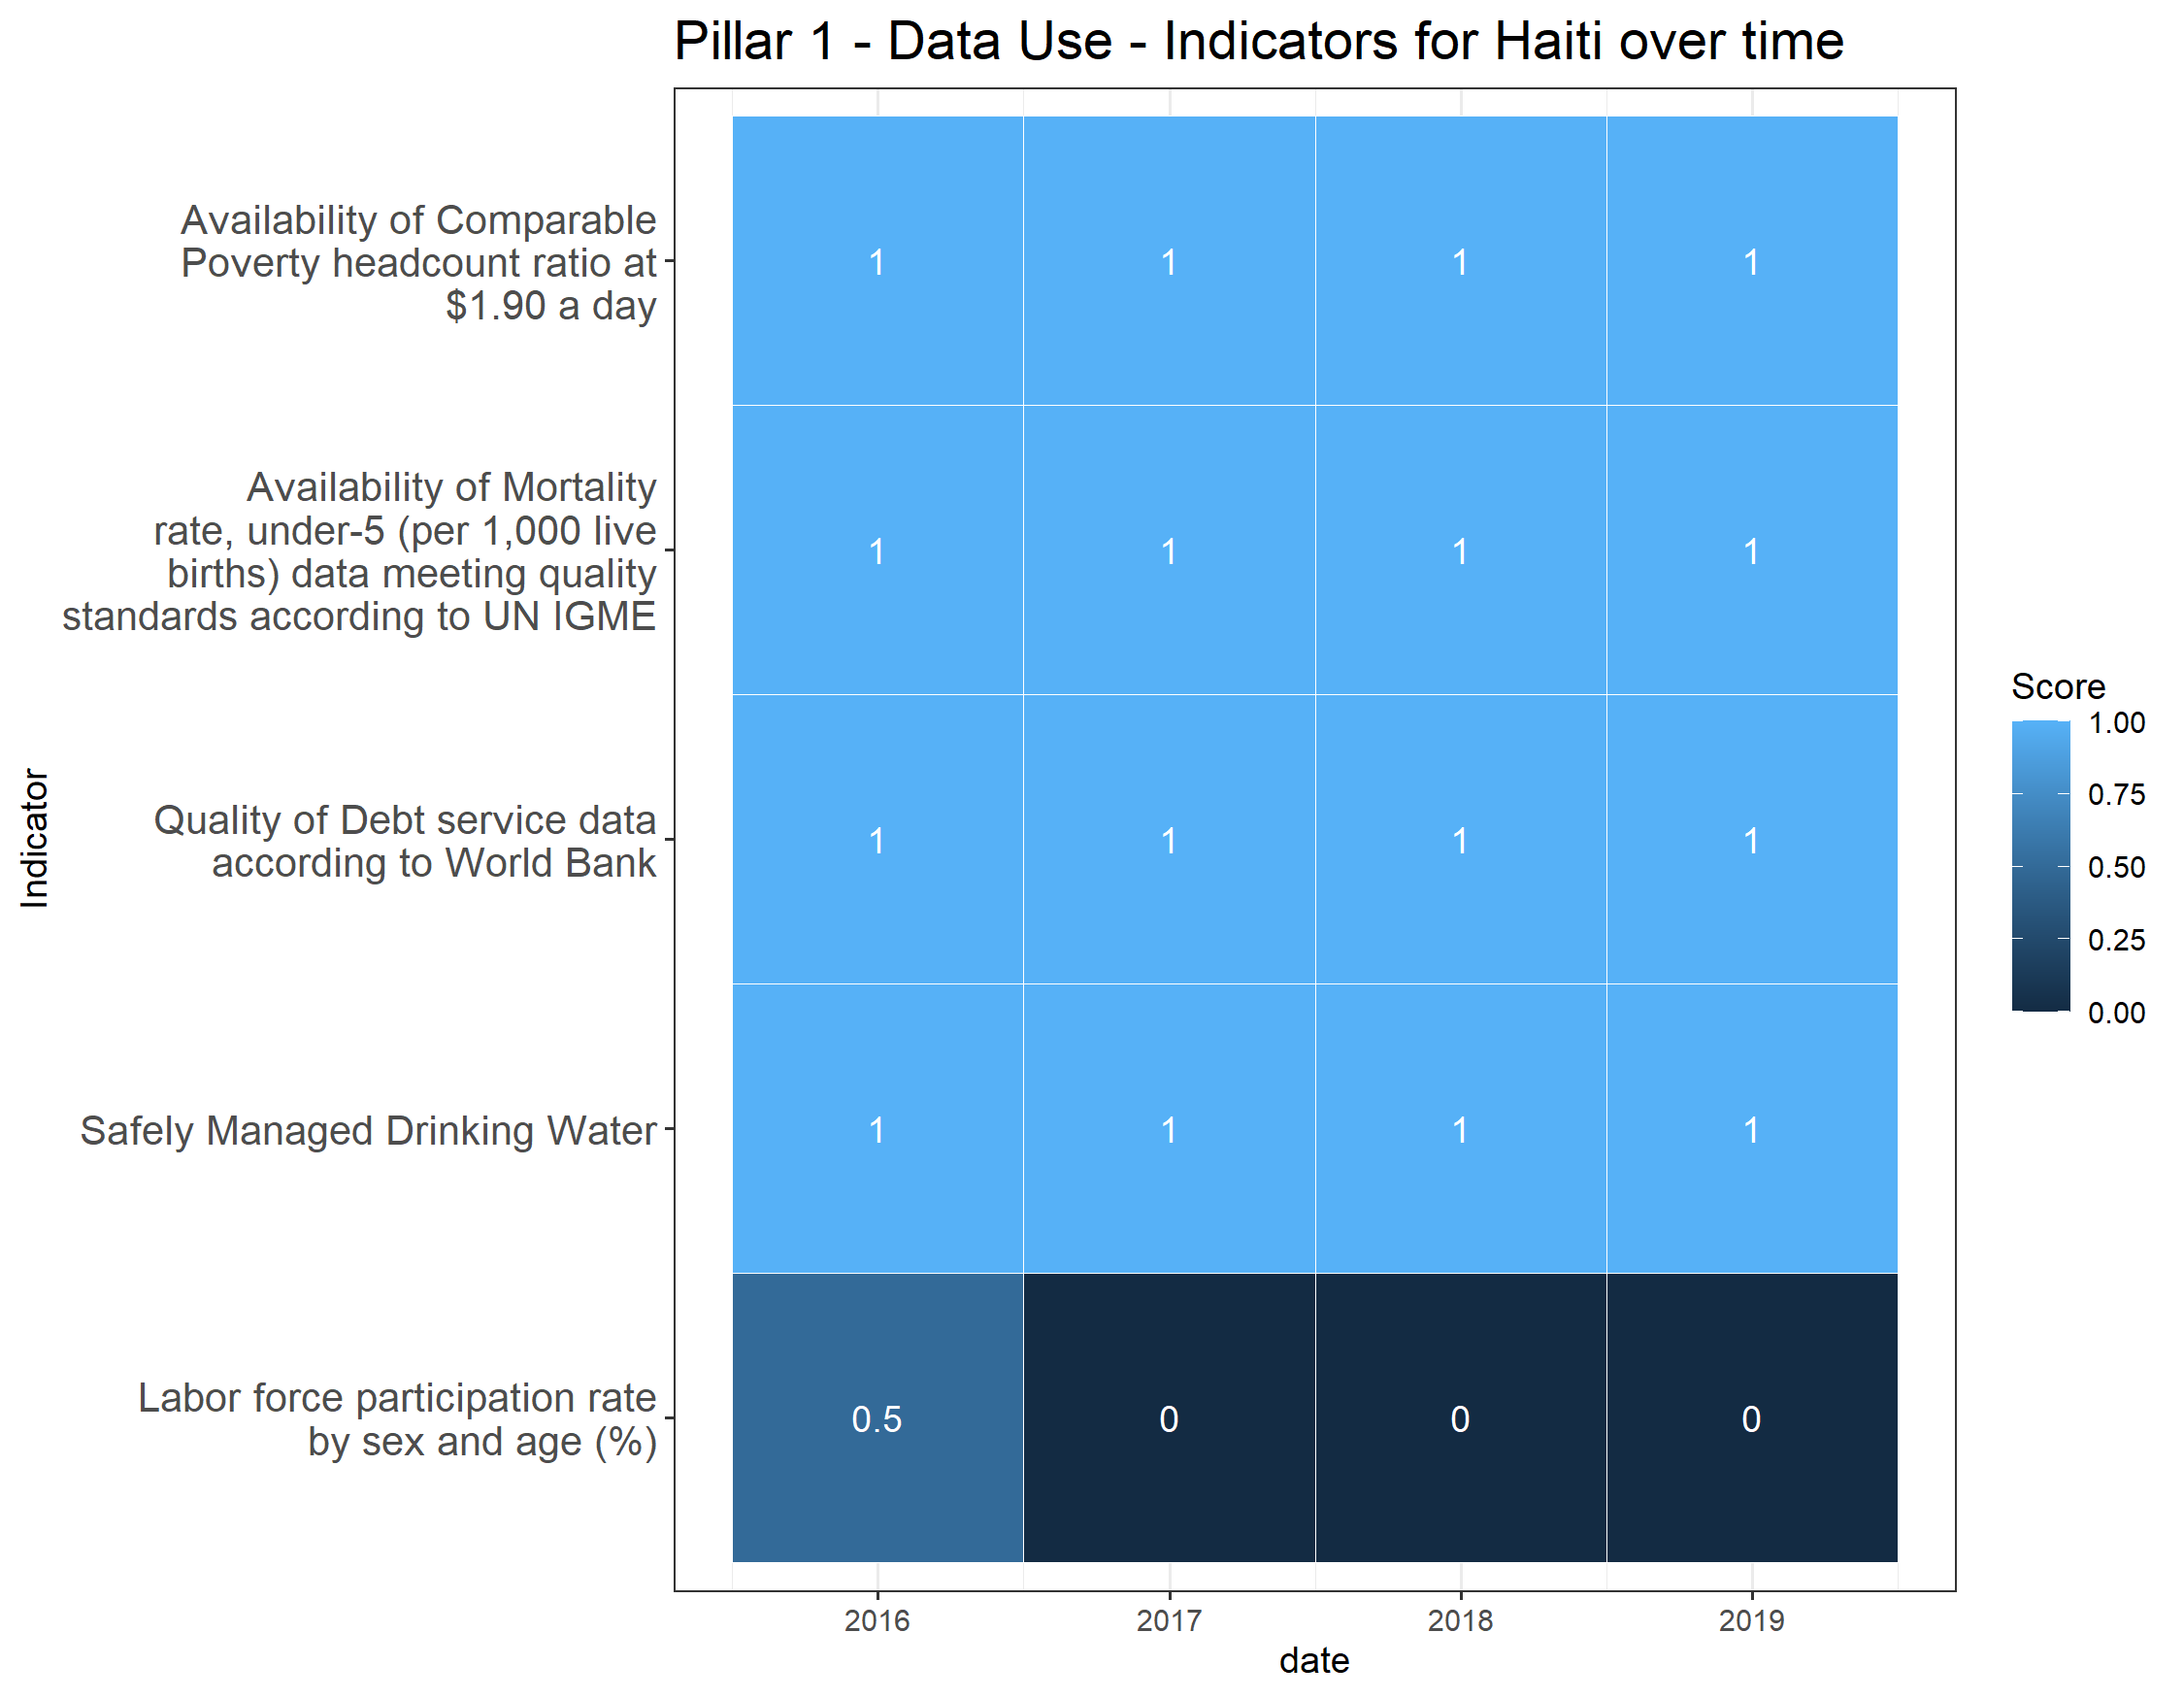 Pillar 1 - Data Use - Indicators for Haiti over time
Indicator
Availability of Comparable
Poverty headcount ratio at
$1.90 a day
1 1 1 1
Availability of Mortality
rate, under-5 (per 1,000 live
births) data meeting quality
standards according to UN IGME
1 1 1 1
Quality of Debt service data
according to World Bank
1 1 1 1
Safely Managed Drinking Water
1 1 1 1
Labor force participation rate
by sex and age (%)
0.5 0 0 0
2016 2017 2018 2019
date
Score
1.00
0.75
0.50
0.25
0.00